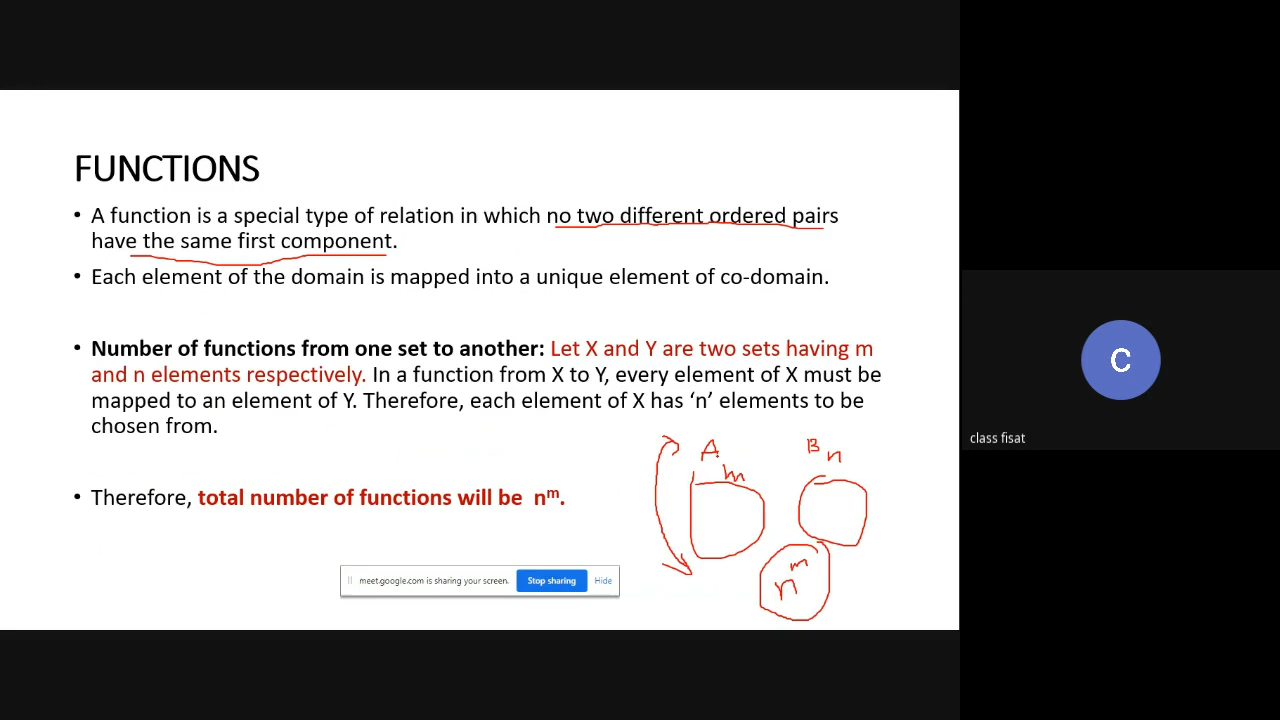 FUNCTIONS
• A function is a special type of relation in which no two different ordered pairs
have the same first component.
• Each element of the domain is mapped into a unique element of co-domain.
• Number of functions from one set to another: Let X and Y are two sets having m
and n elements respectively. In a function from X to Y, every element of X must be
mapped to an element of Y. Therefore, each element of X has ‘n’ elements to be
chosen from.
A B n
m
• Therefore, total number of functions will be nᵐ.
nᵐ
meet.google.com is sharing your screen. Stop sharing Hide
C
class fisat